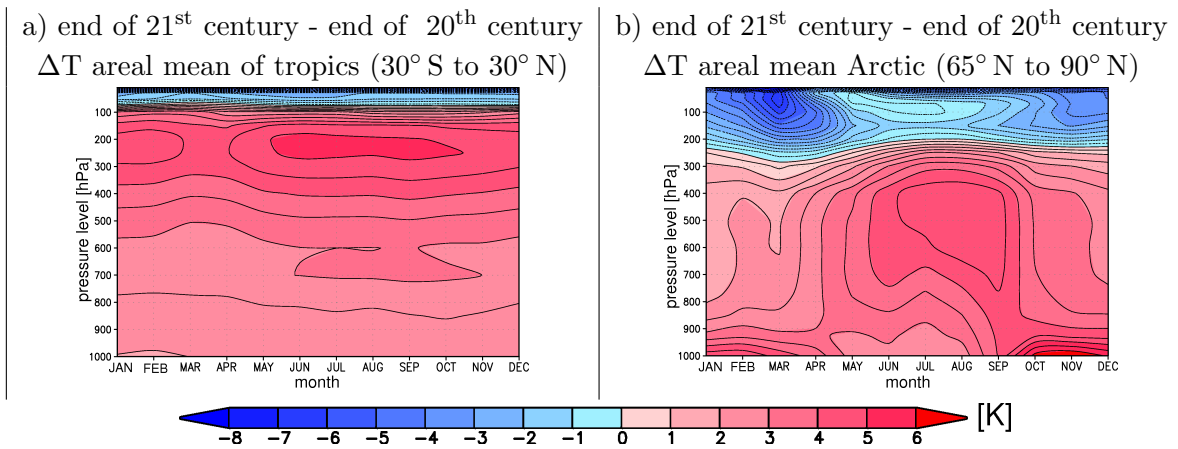 a) end of 21st century - end of 20th century
ΔT areal mean of tropics (30° S to 30° N)
pressure level [hPa]
100
200
300
400
500
600
700
800
900
1000
JAN FEB MAR APR MAY JUN JUL AUG SEP OCT NOV DEC
month
b) end of 21st century - end of 20th century
ΔT areal mean Arctic (65° N to 90° N)
pressure level [hPa]
100
200
300
400
500
600
700
800
900
1000
JAN FEB MAR APR MAY JUN JUL AUG SEP OCT NOV DEC
month
-8 -7 -6 -5 -4 -3 -2 -1 0 1 2 3 4 5 6 [K]